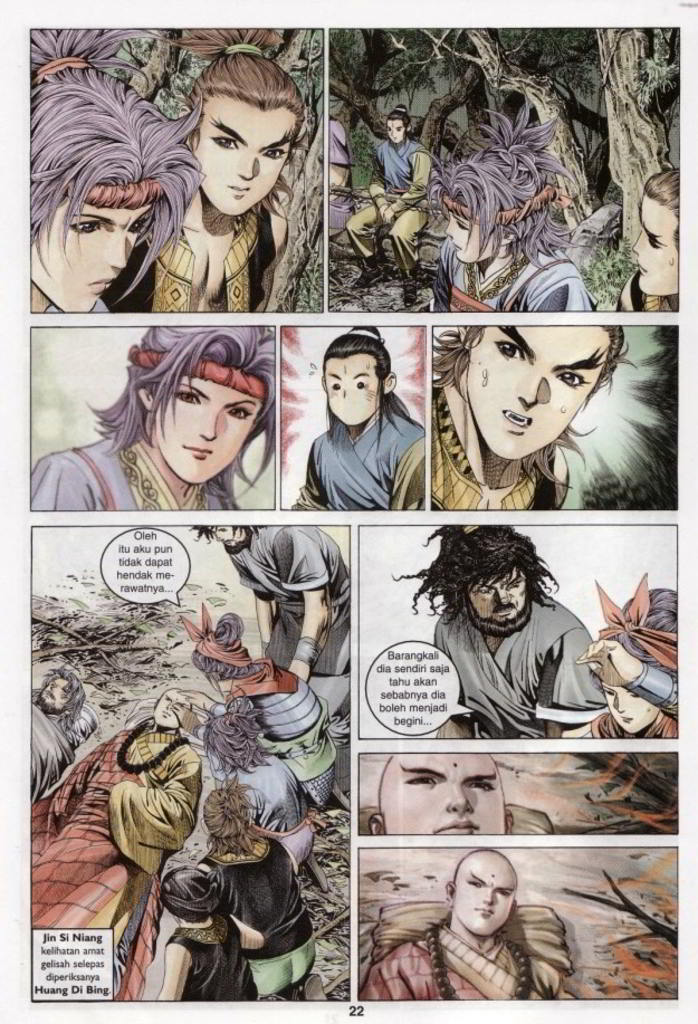 Oleh
itu aku pun
tidak dapat
hendak me-
rawatnya...
Barangkali
dia sendiri saja
tahu akan
sebabnya dia
boleh menjadi
begini...
Jin Si Niang
kelihatan amat
gelisah selepas
diperiksanya
Huang Di Bing.
22